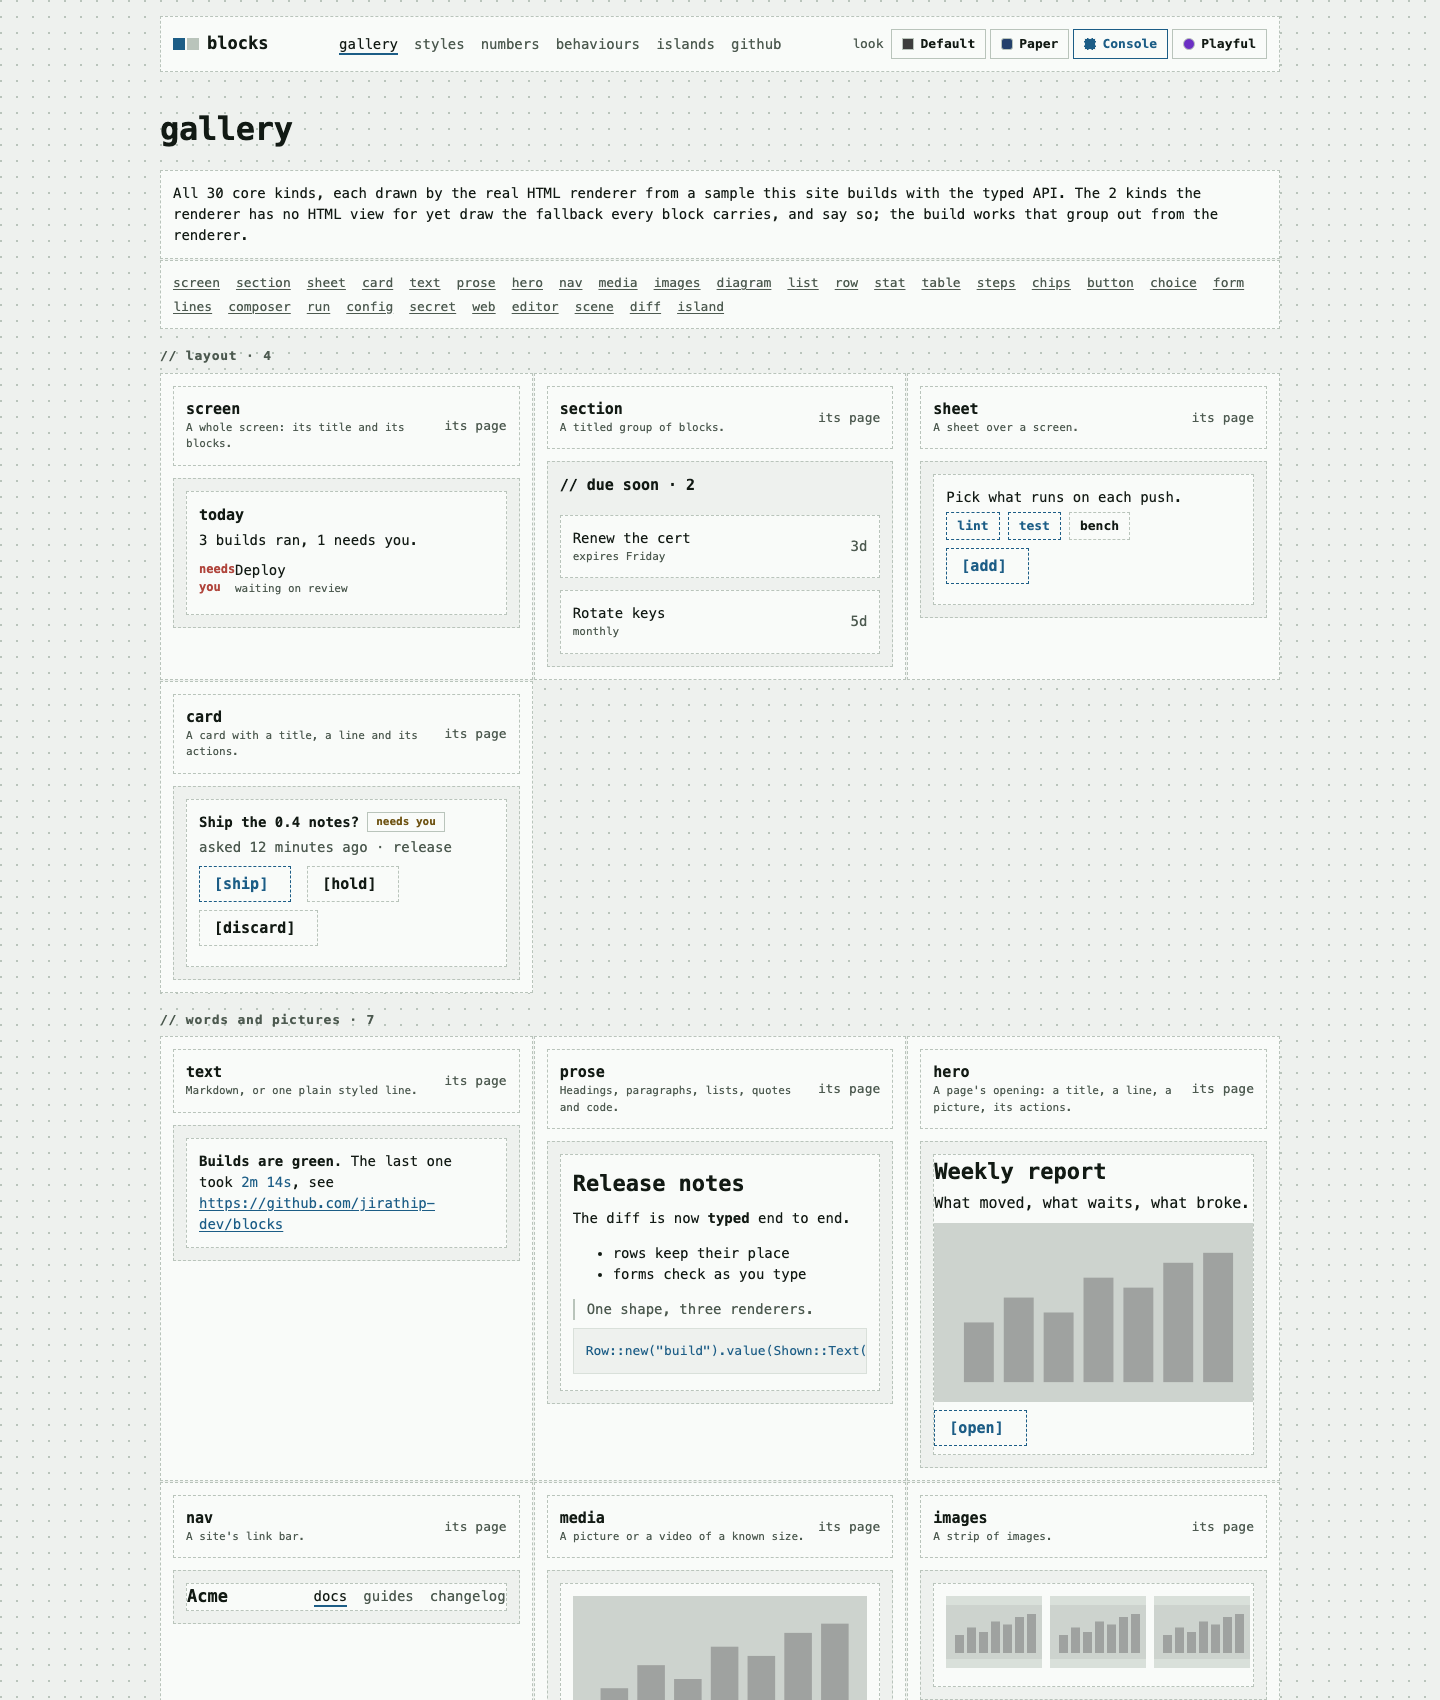 blocks
gallery styles numbers behaviours islands github
look Default Paper Console Playful
gallery
All 30 core kinds, each drawn by the real HTML renderer from a sample this site builds with the typed API. The 2 kinds the
renderer has no HTML view for yet draw the fallback every block carries, and say so; the build works that group out from the
renderer.
screen section sheet card text prose hero nav media images diagram list row stat table steps chips button choice form
lines composer run config secret web editor scene diff island
// layout · 4
screen
A whole screen: its title and its
blocks.
its page
today
3 builds ran, 1 needs you.
needs you
Deploy
waiting on review
section
A titled group of blocks.
its page
// due soon · 2
Renew the cert
expires Friday
3d
Rotate keys
monthly
5d
sheet
A sheet over a screen.
its page
Pick what runs on each push.
lint test bench
[add]
card
A card with a title, a line and its
actions.
its page
Ship the 0.4 notes? needs you
asked 12 minutes ago · release
[ship] [hold]
[discard]
// words and pictures · 7
text
Markdown, or one plain styled line.
its page
Builds are green. The last one
took 2m 14s, see
https://github.com/jirathip-
dev/blocks
prose
Headings, paragraphs, lists, quotes
and code.
its page
Release notes
The diff is now typed end to end.
• rows keep their place
• forms check as you type
One shape, three renderers.
Row::new("build").value(Shown::Text(
hero
A page's opening: a title, a line, a
picture, its actions.
its page
Weekly report
What moved, what waits, what broke.
[open]
nav
A site's link bar.
its page
Acme docs guides changelog
media
A picture or a video of a known size.
its page
images
A strip of images.
its page